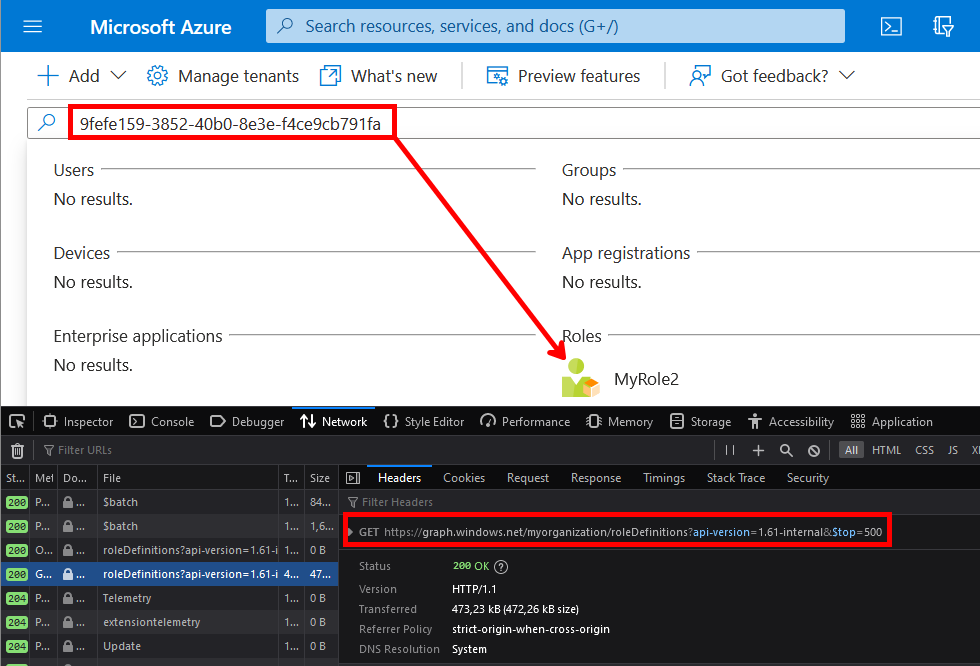 Microsoft Azure
Search resources, services, and docs (G+/)
Add
Manage tenants
What's new
Preview features
Got feedback?
9fefe159-3852-40b0-8e3e-f4ce9cb791fa
Users
No results.
Groups
No results.
Devices
No results.
App registrations
No results.
Enterprise applications
No results.
Roles
MyRole2
Inspector
Console
Debugger
Network
Style Editor
Performance
Memory
Storage
Accessibility
Application
Filter URLs
All HTML CSS JS X
St... Met Do... File T... Size
200 P... ... $batch 1... 84...
200 P... ... $batch 1... 1,6...
200 O... ... roleDefinitions?api-version=1.61-i 1... 0 B
200 G... ... roleDefinitions?api-version=1.61-i 4... 47...
204 P... ... Telemetry 1... 0 B
204 P... ... extensiontelemetry 1... 0 B
204 P... ... Update 1... 0 B
Headers Cookies Request Response Timings Stack Trace Security
Filter Headers
GET https://graph.windows.net/myorganization/roleDefinitions?api-version=1.61-internal&$top=500
Status 200 OK ?
Version HTTP/1.1
Transferred 473,23 kB (472,26 kB size)
Referrer Policy strict-origin-when-cross-origin
DNS Resolution System